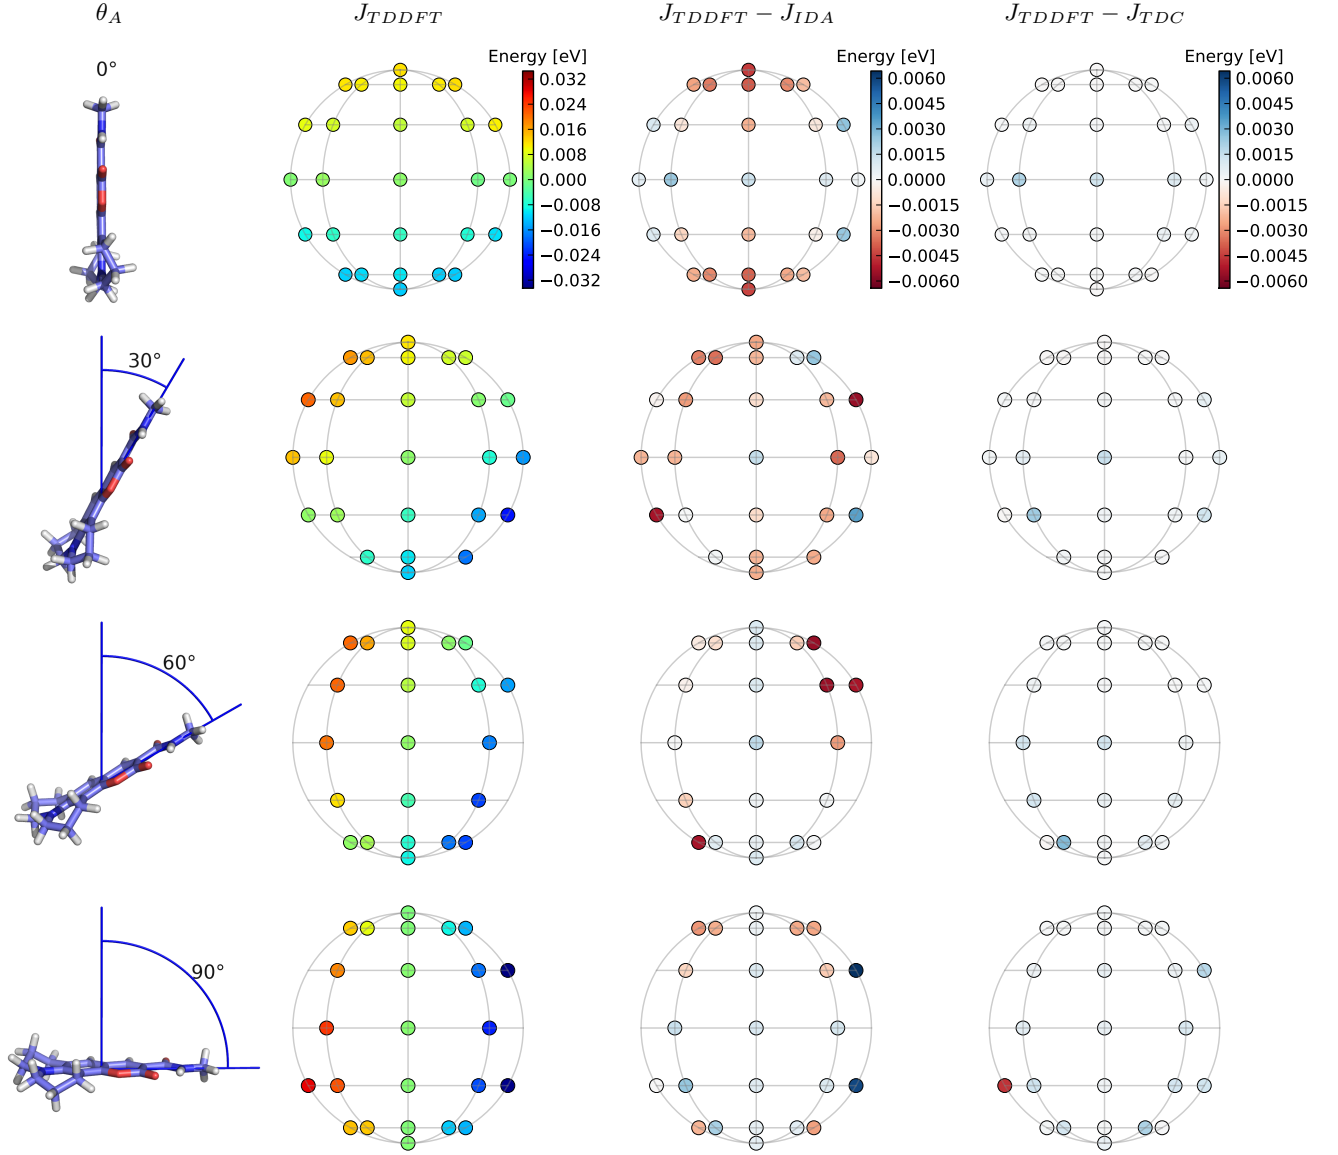 θ_A J_TDDFT J_TDDFT − J_IDA J_TDDFT − J_TDC
0° Energy [eV] Energy [eV] Energy [eV]
0.032 0.0060 0.0060
0.024 0.0045 0.0045
0.016 0.0030 0.0030
0.008 0.0015 0.0015
0.000 0.0000 0.0000
−0.008 −0.0015 −0.0015
−0.016 −0.0030 −0.0030
−0.024 −0.0045 −0.0045
−0.032 −0.0060 −0.0060
30°
60°
90°